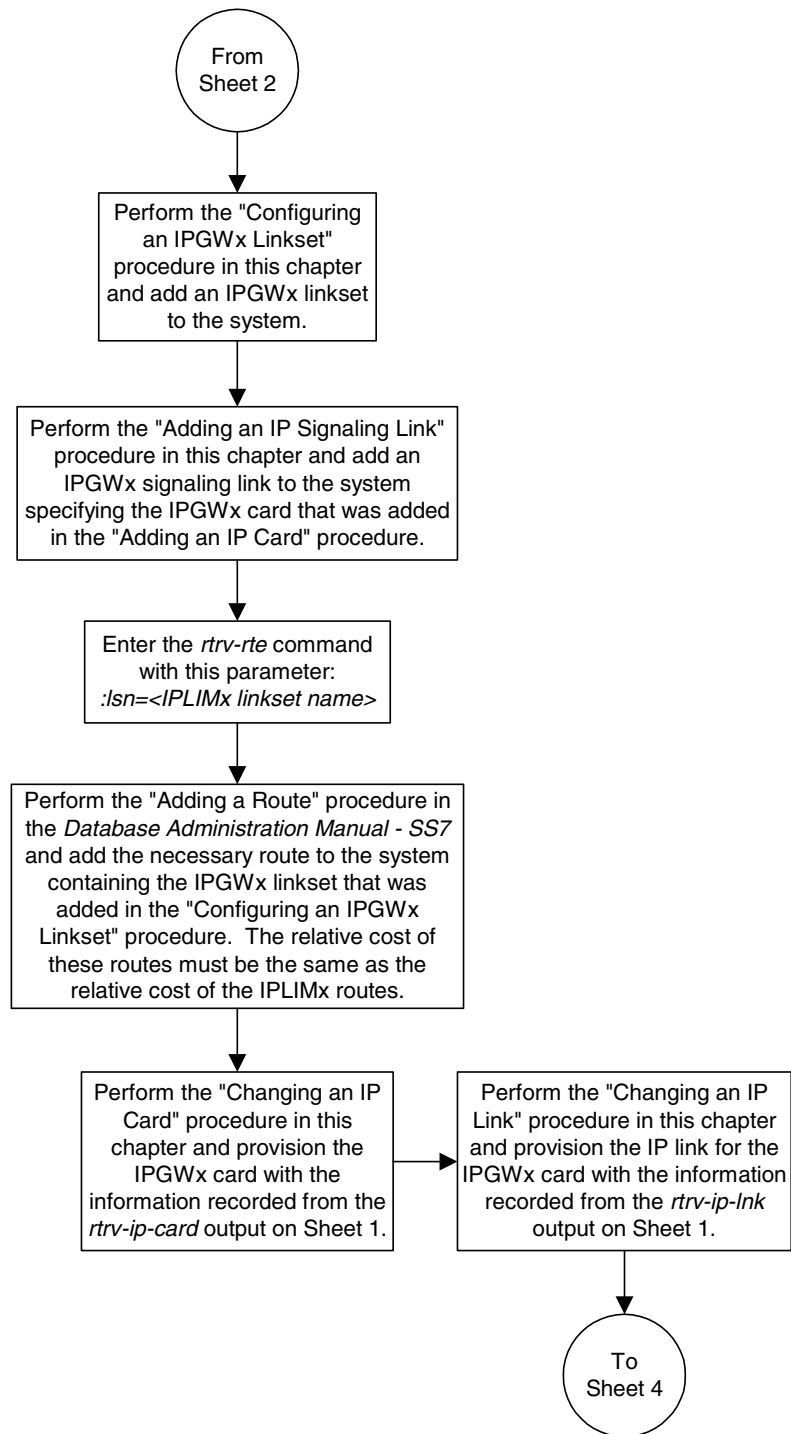 From
Sheet 2
Perform the "Configuring
an IPGWx Linkset"
procedure in this chapter
and add an IPGWx linkset
to the system.
Perform the "Adding an IP Signaling Link"
procedure in this chapter and add an
IPGWx signaling link to the system
specifying the IPGWx card that was added
in the "Adding an IP Card" procedure.
Enter the rtrv-rte command
with this parameter:
:lsn=<IPLIMx linkset name>
Perform the "Adding a Route" procedure in
the Database Administration Manual - SS7
and add the necessary route to the system
containing the IPGWx linkset that was
added in the "Configuring an IPGWx
Linkset" procedure.  The relative cost of
these routes must be the same as the
relative cost of the IPLIMx routes.
Perform the "Changing an IP
Card" procedure in this
chapter and provision the
IPGWx card with the
information recorded from the
rtrv-ip-card output on Sheet 1.
Perform the "Changing an IP
Link" procedure in this chapter
and provision the IP link for the
IPGWx card with the information
recorded from the rtrv-ip-lnk
output on Sheet 1.
To
Sheet 4